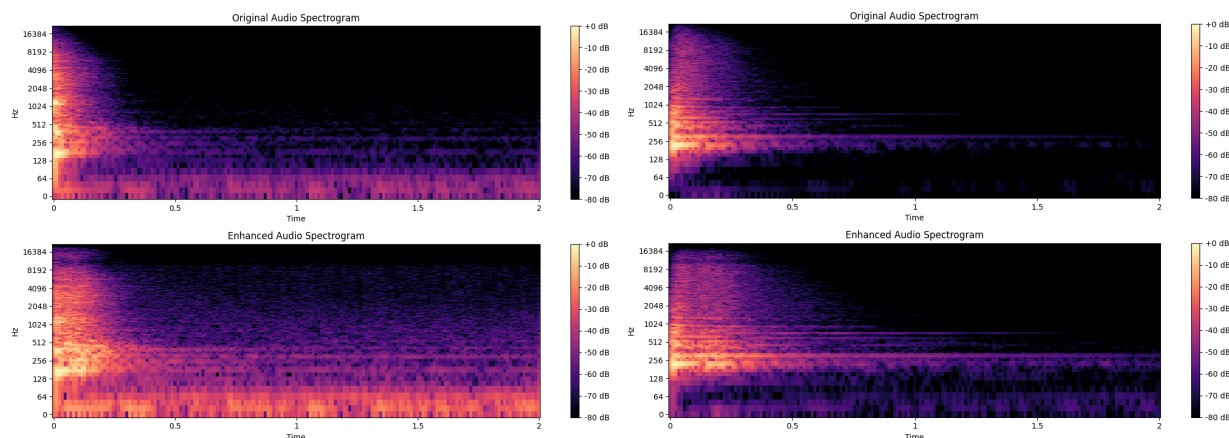 Original Audio Spectrogram
Hz
16384
8192
4096
2048
1024
512
256
128
64
0
0
0.5
1
1.5
2
Time
+0 dB
-10 dB
-20 dB
-30 dB
-40 dB
-50 dB
-60 dB
-70 dB
-80 dB
Original Audio Spectrogram
Hz
16384
8192
4096
2048
1024
512
256
128
64
0
0
0.5
1
1.5
2
Time
+0 dB
-10 dB
-20 dB
-30 dB
-40 dB
-50 dB
-60 dB
-70 dB
-80 dB
Enhanced Audio Spectrogram
Hz
16384
8192
4096
2048
1024
512
256
128
64
0
0
0.5
1
1.5
2
Time
+0 dB
-10 dB
-20 dB
-30 dB
-40 dB
-50 dB
-60 dB
-70 dB
-80 dB
Enhanced Audio Spectrogram
Hz
16384
8192
4096
2048
1024
512
256
128
64
0
0
0.5
1
1.5
2
Time
+0 dB
-10 dB
-20 dB
-30 dB
-40 dB
-50 dB
-60 dB
-70 dB
-80 dB